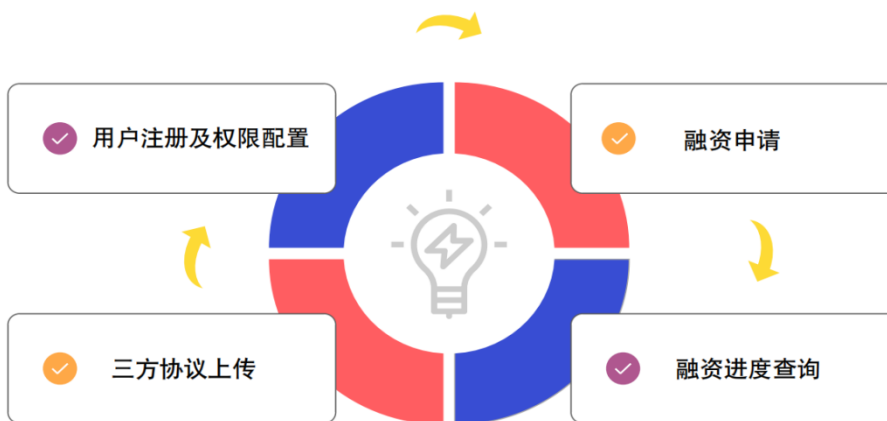 用户注册及权限配置
融资申请
三方协议上传
融资进度查询